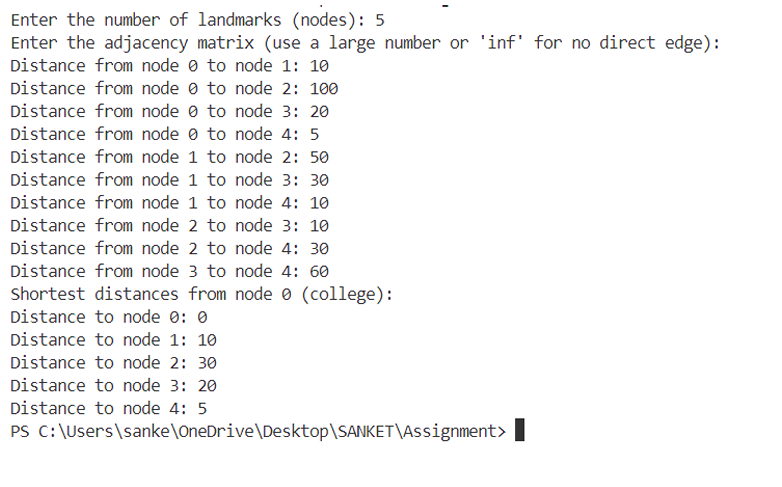 Enter the number of landmarks (nodes): 5
Enter the adjacency matrix (use a large number or 'inf' for no direct edge):
Distance from node 0 to node 1: 10
Distance from node 0 to node 2: 100
Distance from node 0 to node 3: 20
Distance from node 0 to node 4: 5
Distance from node 1 to node 2: 50
Distance from node 1 to node 3: 30
Distance from node 1 to node 4: 10
Distance from node 2 to node 3: 10
Distance from node 2 to node 4: 30
Distance from node 3 to node 4: 60
Shortest distances from node 0 (college):
Distance to node 0: 0
Distance to node 1: 10
Distance to node 2: 30
Distance to node 3: 20
Distance to node 4: 5
PS C:\Users\sanke\OneDrive\Desktop\SANKET\Assignment>